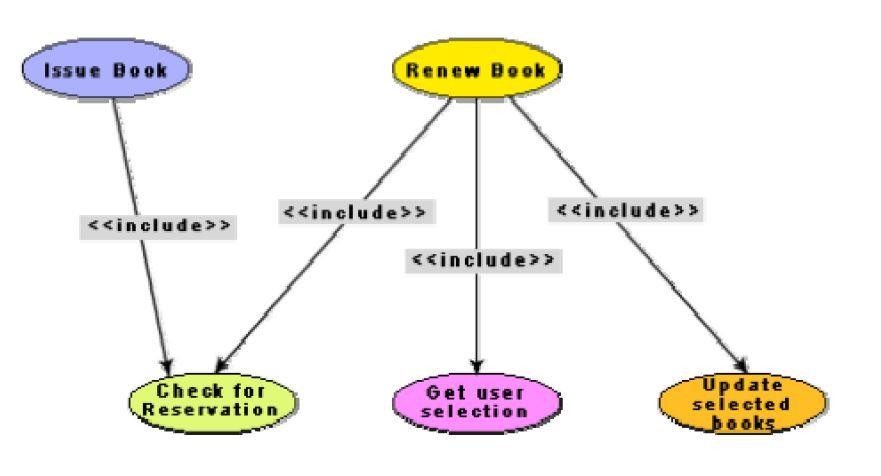 Issue Book
Renew Book
<<include>>
<<include>>
<<include>>
<<include>>
Check for
Reservation
Get user
selection
Update
selected
books